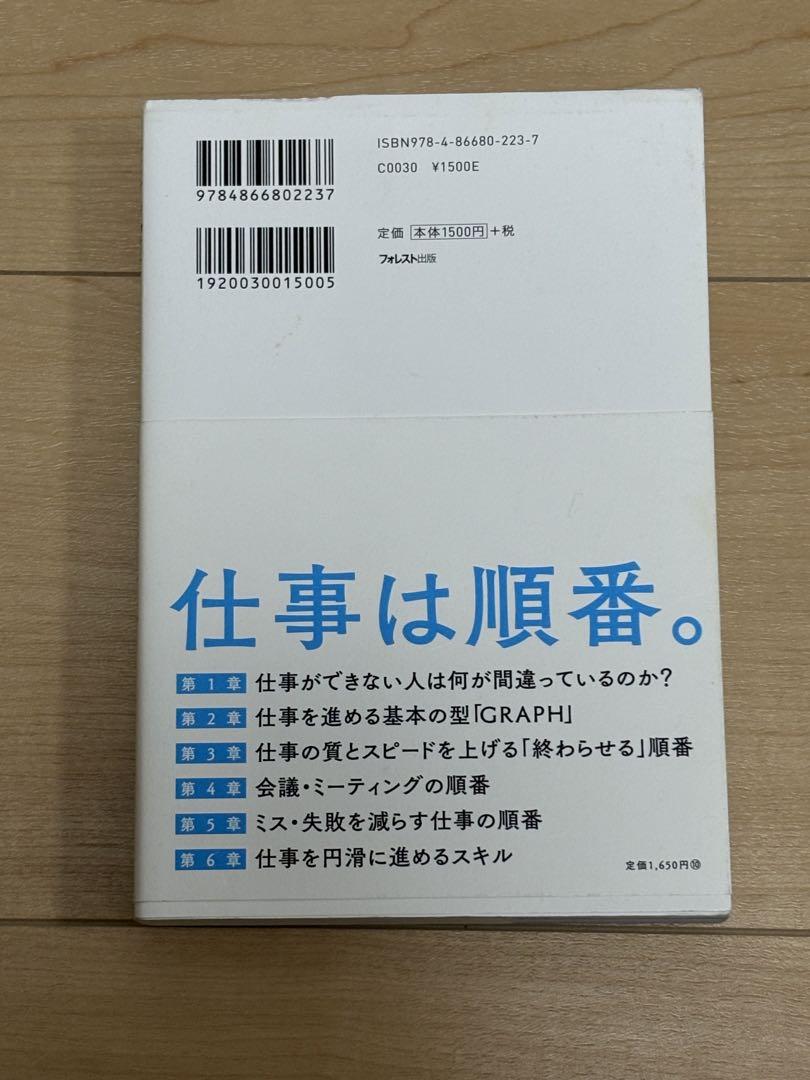 ISBN978-4-86680-223-7
C0030 ¥1500E
9784866802237
定価 本体1500円+税
フォレスト出版
1920030015005
仕事は順番。
第1章 仕事ができない人は何が間違っているのか?
第2章 仕事を進める基本の型「GRAPH」
第3章 仕事の質とスピードを上げる「終わらせる」順番
第4章 会議・ミーティングの順番
第5章 ミス・失敗を減らす仕事の順番
第6章 仕事を円滑に進めるスキル
定価1,650円⑩